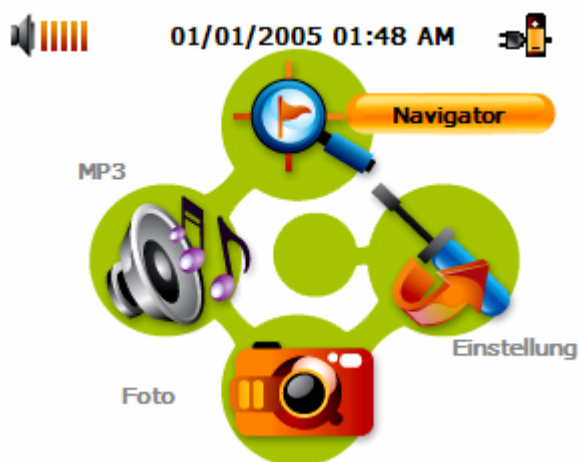 01/01/2005 01:48 AM
Navigator
MP3
Einstellung
Foto